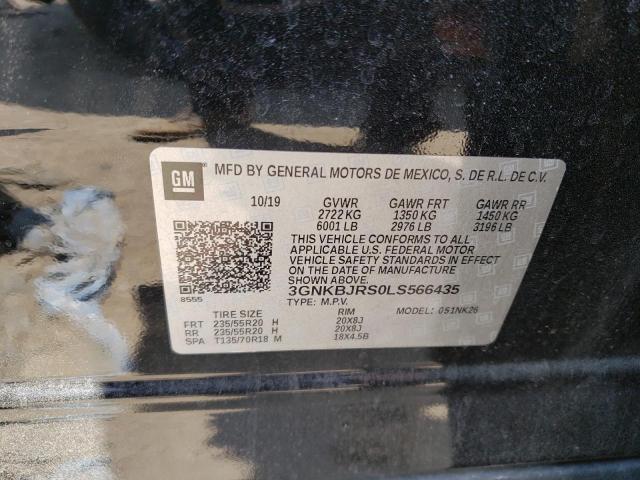 GM
MFD BY GENERAL MOTORS DE MEXICO, S. DE R.L. DE C.V.
10/19 GVWR GAWR FRT GAWR RR
2722 KG 1350 KG 1450 KG
6001 LB 2976 LB 3196 LB
THIS VEHICLE CONFORMS TO ALL
APPLICABLE U.S. FEDERAL MOTOR
VEHICLE SAFETY STANDARDS IN EFFECT
ON THE DATE OF MANUFACTURE SHOWN ABOVE.
8555
3GNKBJRS0LS566435
TYPE: M.P.V. MODEL: 051NK26
TIRE SIZE RIM
FRT 235/55R20 H 20X8J
RR 235/55R20 H 20X8J
SPA T135/70R18 M 18X4.5B